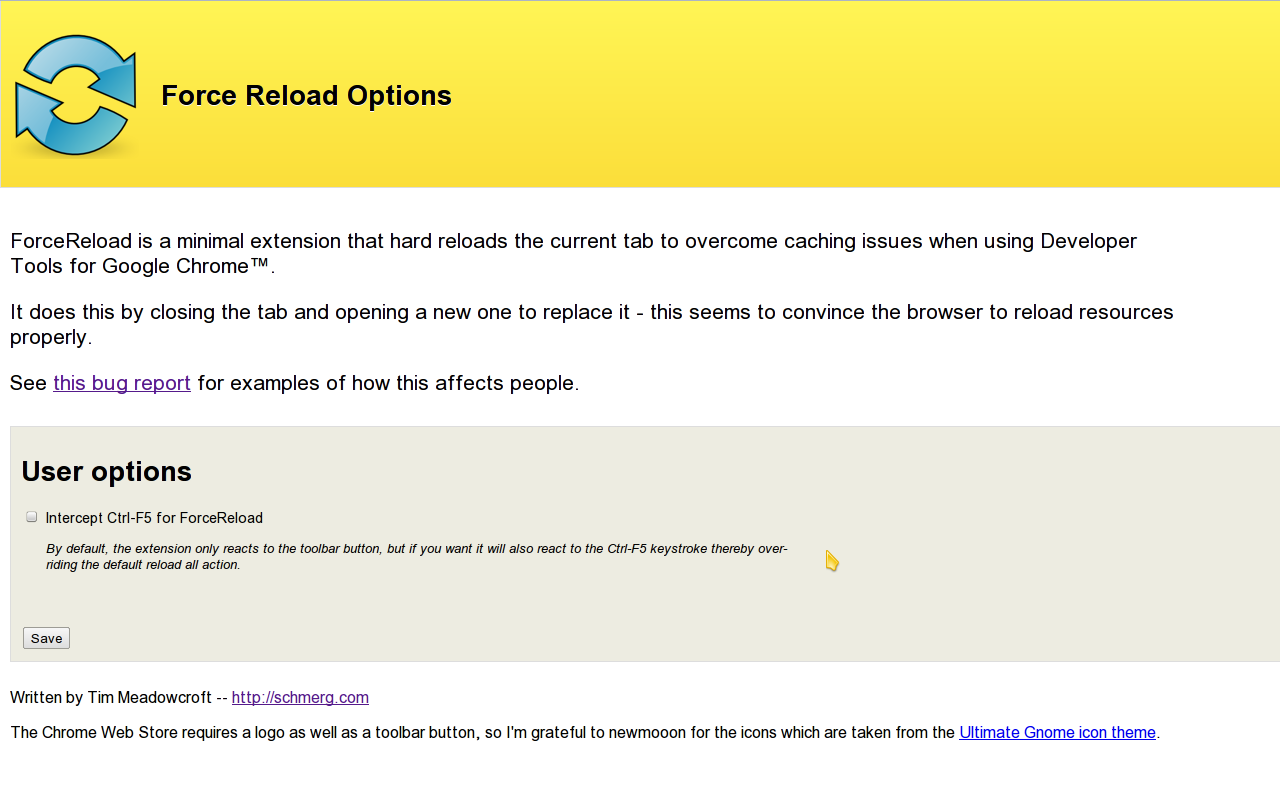 Force Reload Options
ForceReload is a minimal extension that hard reloads the current tab to overcome caching issues when using Developer
Tools for Google Chrome™.
It does this by closing the tab and opening a new one to replace it - this seems to convince the browser to reload resources
properly.
See this bug report for examples of how this affects people.
User options
Intercept Ctrl-F5 for ForceReload
By default, the extension only reacts to the toolbar button, but if you want it will also react to the Ctrl-F5 keystroke thereby over-
riding the default reload all action.
Save
Written by Tim Meadowcroft -- http://schmerg.com
The Chrome Web Store requires a logo as well as a toolbar button, so I'm grateful to newmooon for the icons which are taken from the Ultimate Gnome icon theme.